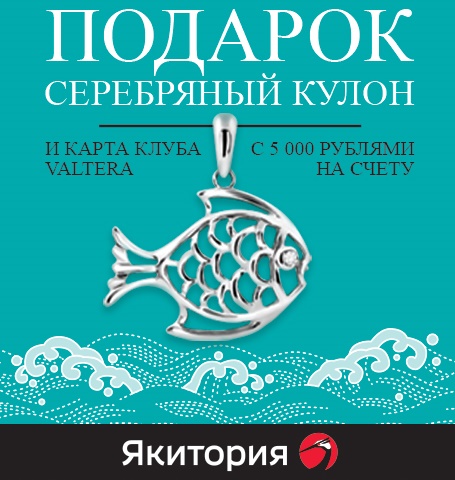 ПОДАРОК
СЕРЕБРЯНЫЙ КУЛОН
И КАРТА КЛУБА С 5 000 РУБЛЯМИ
VALTERA НА СЧЕТУ
Якитория